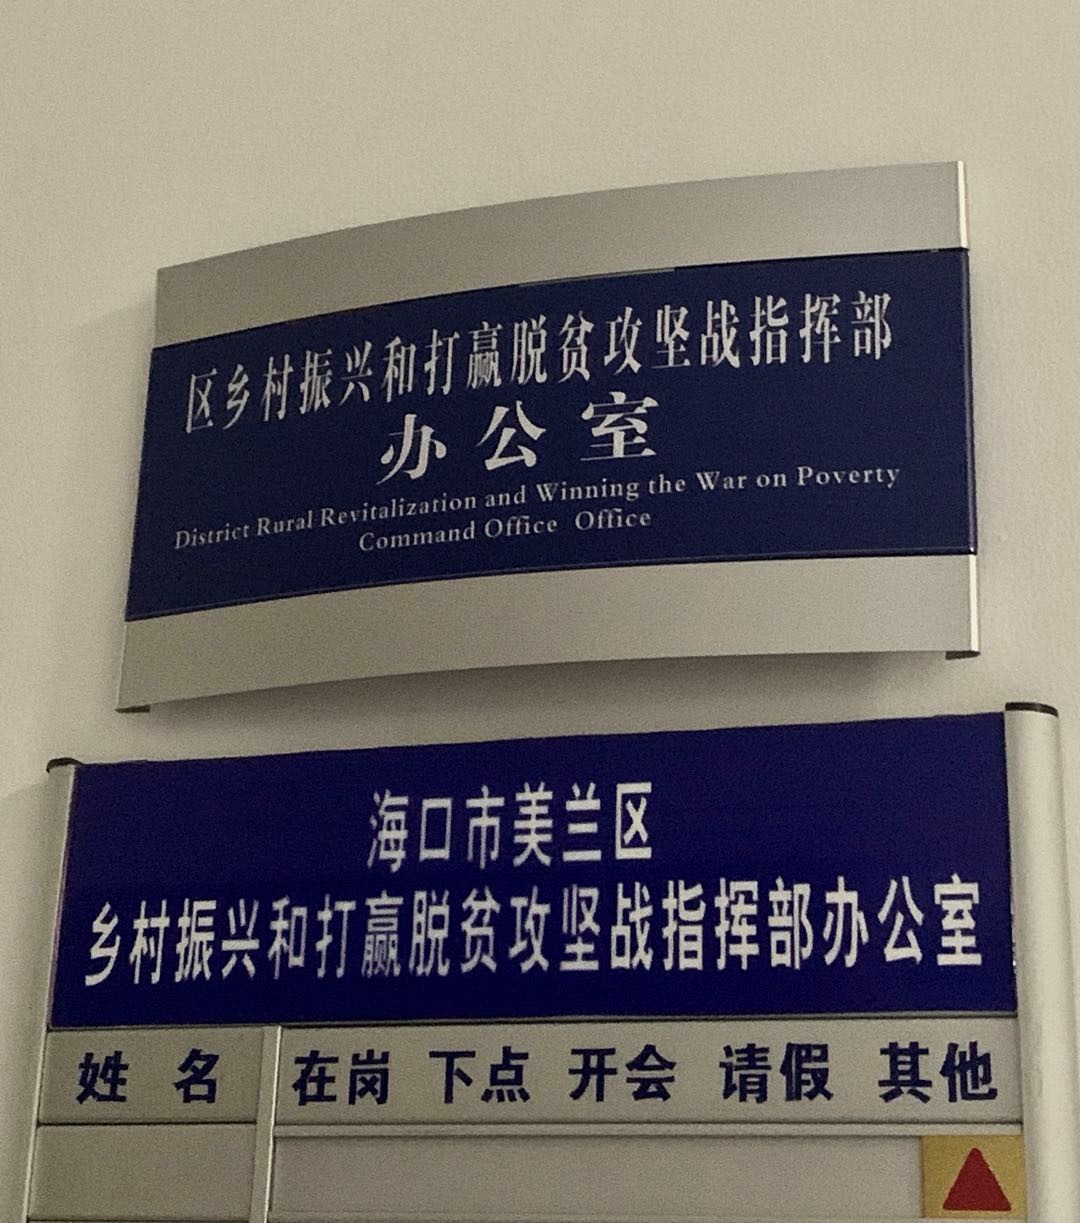 区乡村振兴和打赢脱贫攻坚战指挥部
办公室
District Rural Revitalization and Winning the War on Poverty
Command Office Office
海口市美兰区
乡村振兴和打赢脱贫攻坚战指挥部办公室
姓名 在岗 下点 开会 请假 其他